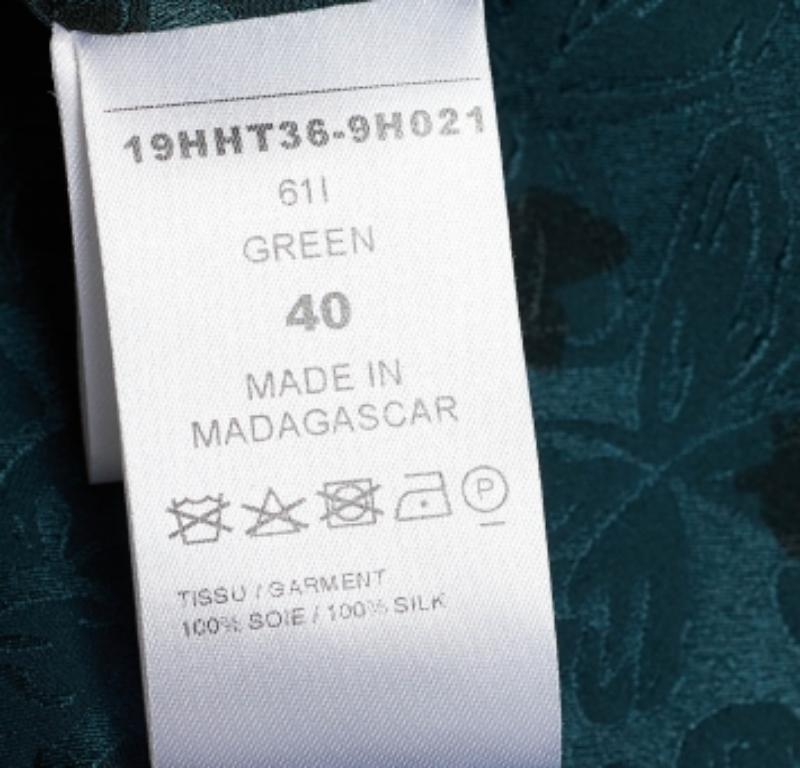 19HHT36-9H021
61I
GREEN
40
MADE IN
MADAGASCAR
P
TISSU / GARMENT
100% SOIE / 100% SILK